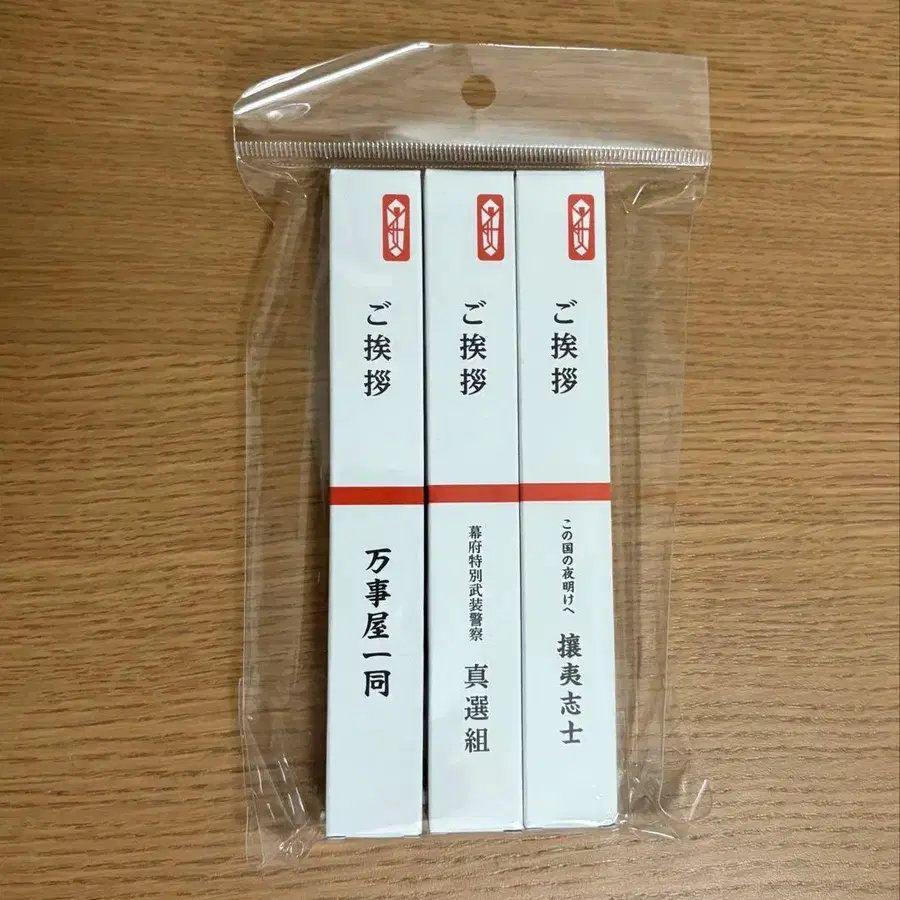 ご挨拶
万事屋一同
ご挨拶
幕府特別武装警察
真選組
ご挨拶
この国の夜明けへ
攘夷志士